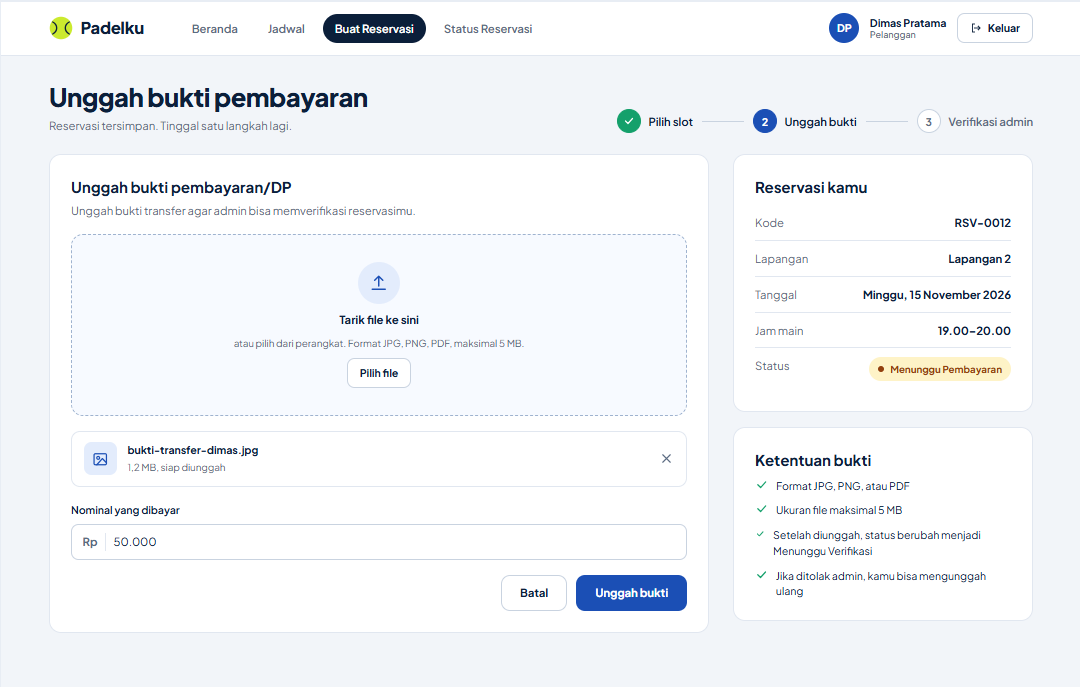 Padelku
Beranda
Jadwal
Buat Reservasi
Status Reservasi
DP
Dimas Pratama
Pelanggan
Keluar
Unggah bukti pembayaran
Reservasi tersimpan. Tinggal satu langkah lagi.
Pilih slot
2
Unggah bukti
3
Verifikasi admin
Unggah bukti pembayaran/DP
Unggah bukti transfer agar admin bisa memverifikasi reservasimu.
Tarik file ke sini
atau pilih dari perangkat. Format JPG, PNG, PDF, maksimal 5 MB.
Pilih file
bukti-transfer-dimas.jpg
1,2 MB, siap diunggah
Nominal yang dibayar
Rp 50.000
Batal
Unggah bukti
Reservasi kamu
Kode RSV-0012
Lapangan Lapangan 2
Tanggal Minggu, 15 November 2026
Jam main 19.00–20.00
Status Menunggu Pembayaran
Ketentuan bukti
Format JPG, PNG, atau PDF
Ukuran file maksimal 5 MB
Setelah diunggah, status berubah menjadi
Menunggu Verifikasi
Jika ditolak admin, kamu bisa mengunggah
ulang